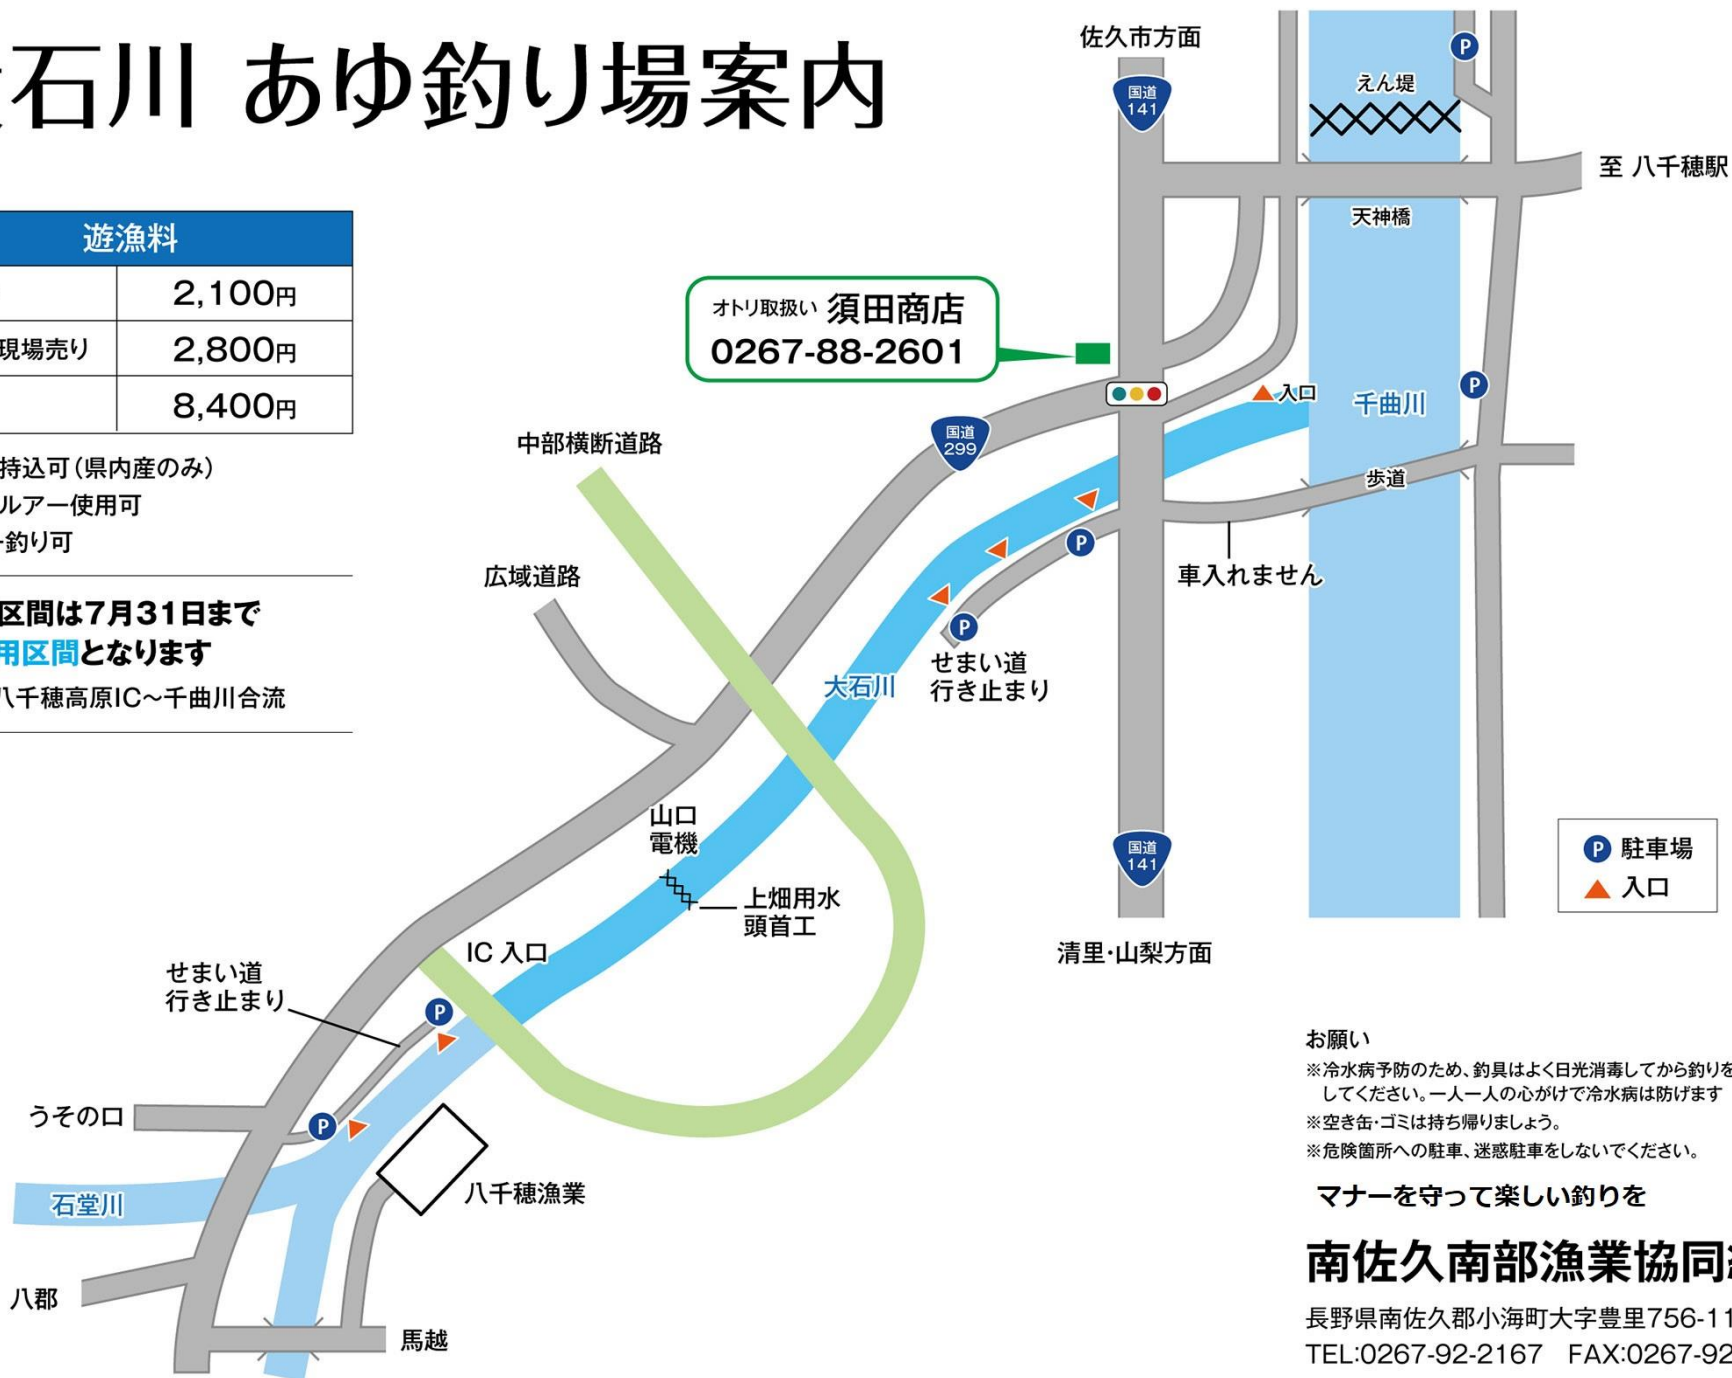 石川 あゆ釣り場案内
遊漁料
2,100円
現場売り 2,800円
8,400円
持込可(県内産のみ)
ルアー使用可
釣り可
区間は7月31日まで
用区間となります
八千穂高原IC～千曲川合流
佐久市方面
国道
141
えん堤
P
至 八千穂駅
天神橋
オトリ取扱い 須田商店
0267-88-2601
入口
千曲川
P
国道
299
中部横断道路
歩道
P
車入れません
広域道路
P
せまい道
行き止まり
大石川
山口
電機
上畑用水
頭首工
国道
141
清里・山梨方面
P 駐車場
入口
IC 入口
せまい道
行き止まり
P
うその口
P
石堂川
八千穂漁業
八郡
馬越
お願い
※冷水病予防のため、釣具はよく日光消毒してから釣りを
してください。一人一人の心がけで冷水病は防げます
※空き缶・ゴミは持ち帰りましょう。
※危険箇所への駐車、迷惑駐車をしないでください。
マナーを守って楽しい釣りを
南佐久南部漁業協同
長野県南佐久郡小海町大字豊里756-11
TEL:0267-92-2167 FAX:0267-92